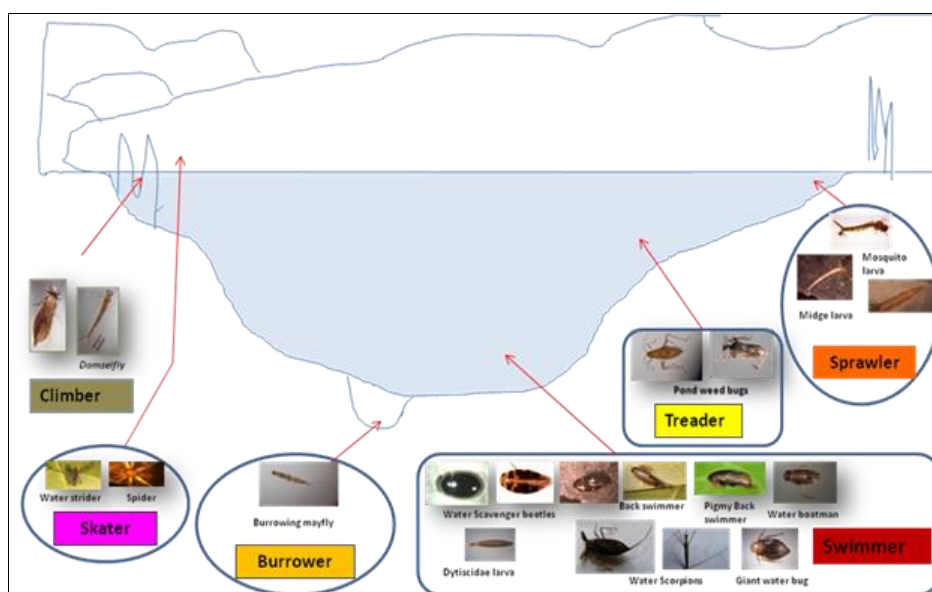 Mosquito
larva
Midge larva
Sprawler
Damselfly
Climber
Pond weed bugs
Treader
Water strider
Spider
Skater
Burrowing mayfly
Burrower
Water Scavenger beetles
Back swimmer
Pigmy Back
swimmer
Water boatman
Dytiscidae larva
Water Scorpions
Giant water bug
Swimmer